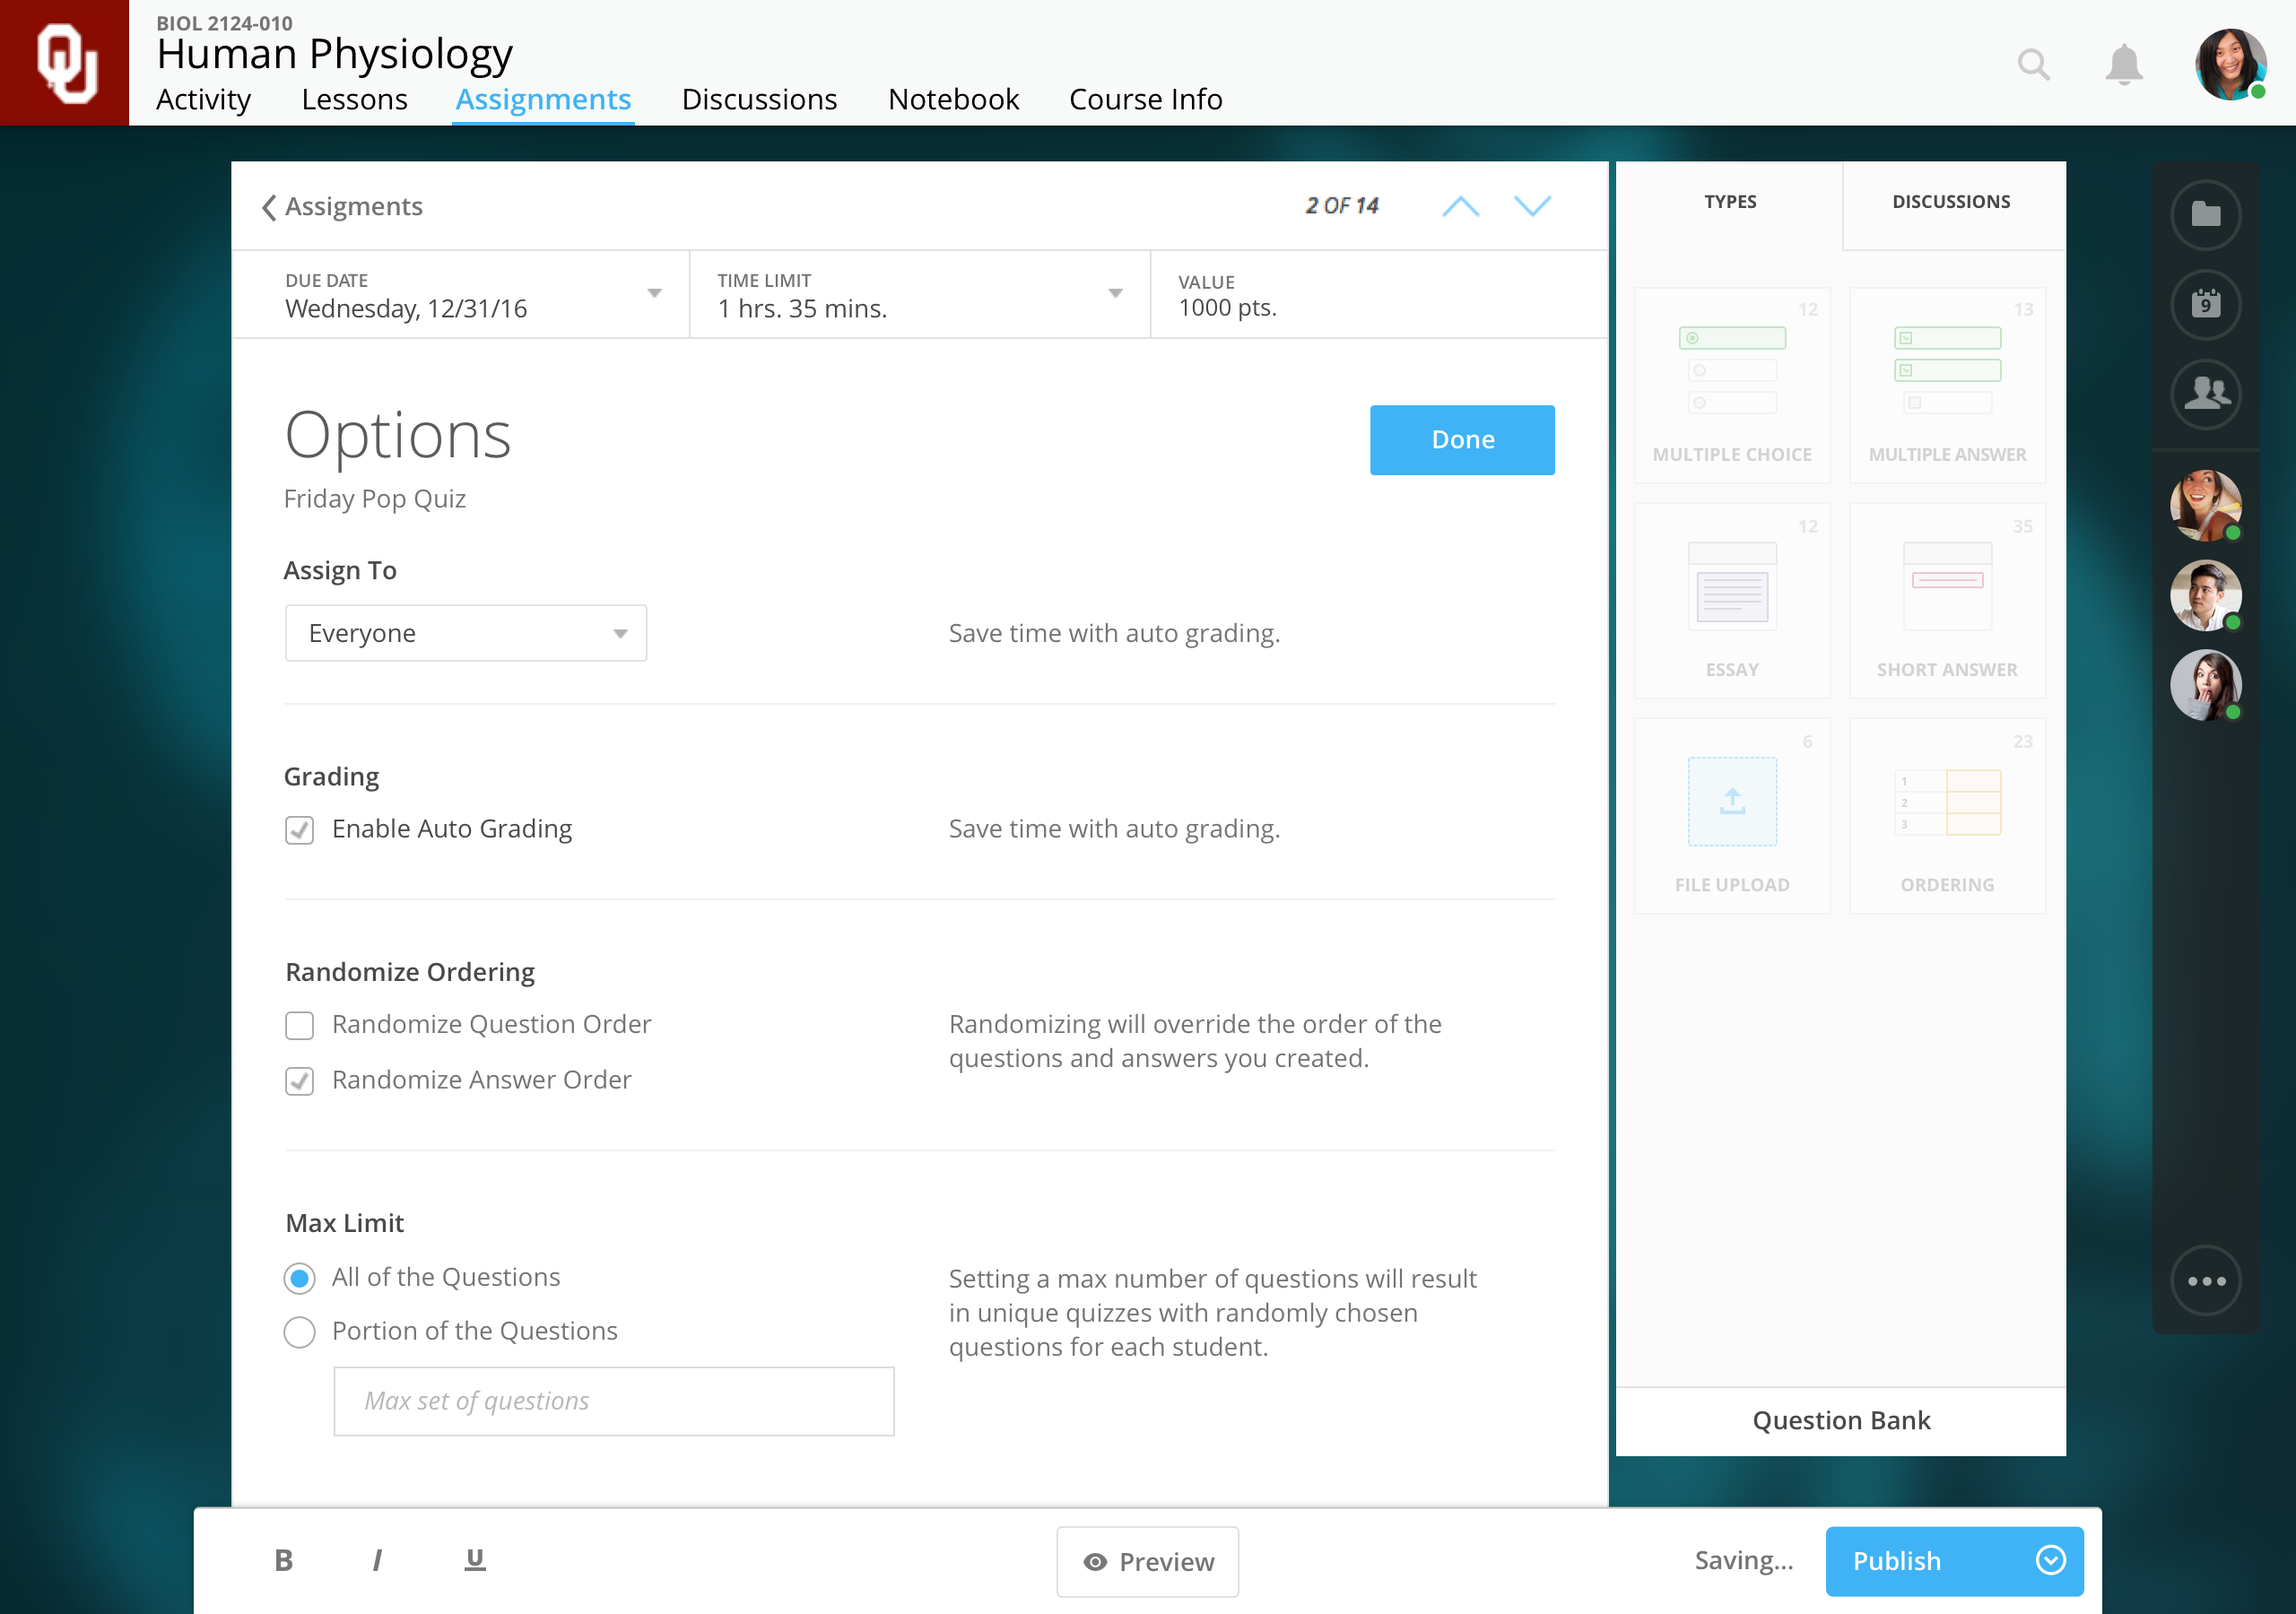 OU
BIOL 2124-010
Human Physiology
Activity Lessons Assignments Discussions Notebook Course Info
Assigments
2 OF 14
DUE DATE
Wednesday, 12/31/16
TIME LIMIT
1 hrs. 35 mins.
VALUE
1000 pts.
Options
Done
Friday Pop Quiz
Assign To
Everyone
Save time with auto grading.
Grading
Enable Auto Grading
Save time with auto grading.
Randomize Ordering
Randomize Question Order
Randomize Answer Order
Randomizing will override the order of the
questions and answers you created.
Max Limit
All of the Questions
Portion of the Questions
Max set of questions
Setting a max number of questions will result
in unique quizzes with randomly chosen
questions for each student.
TYPES
DISCUSSIONS
12
MULTIPLE CHOICE
13
MULTIPLE ANSWER
12
ESSAY
35
SHORT ANSWER
6
FILE UPLOAD
23
1
2
3
ORDERING
Question Bank
9
B I U
Preview
Saving...
Publish